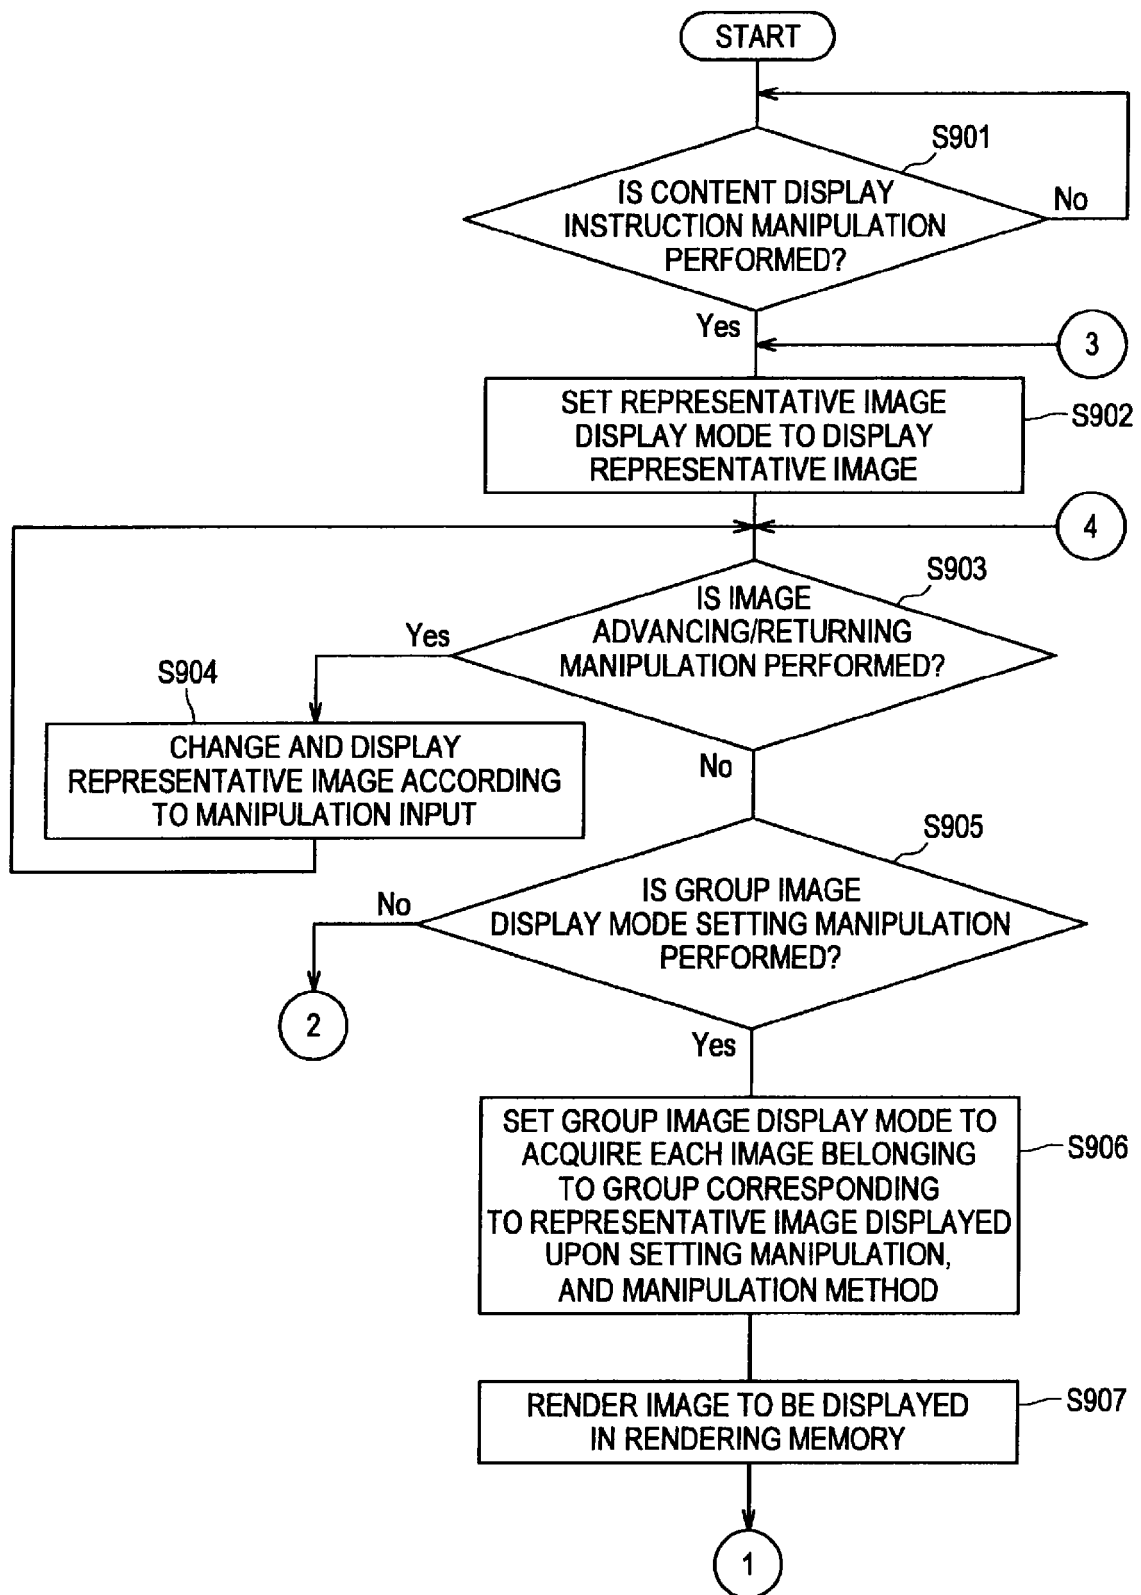 START
S901
IS CONTENT DISPLAY
INSTRUCTION MANIPULATION
PERFORMED?
No
Yes
3
SET REPRESENTATIVE IMAGE
DISPLAY MODE TO DISPLAY
REPRESENTATIVE IMAGE
S902
4
S903
IS IMAGE
ADVANCING/RETURNING
MANIPULATION PERFORMED?
Yes
S904
CHANGE AND DISPLAY
REPRESENTATIVE IMAGE ACCORDING
TO MANIPULATION INPUT
No
S905
IS GROUP IMAGE
DISPLAY MODE SETTING MANIPULATION
PERFORMED?
No
2
Yes
SET GROUP IMAGE DISPLAY MODE TO
ACQUIRE EACH IMAGE BELONGING
TO GROUP CORRESPONDING
TO REPRESENTATIVE IMAGE DISPLAYED
UPON SETTING MANIPULATION,
AND MANIPULATION METHOD
S906
RENDER IMAGE TO BE DISPLAYED
IN RENDERING MEMORY
S907
1